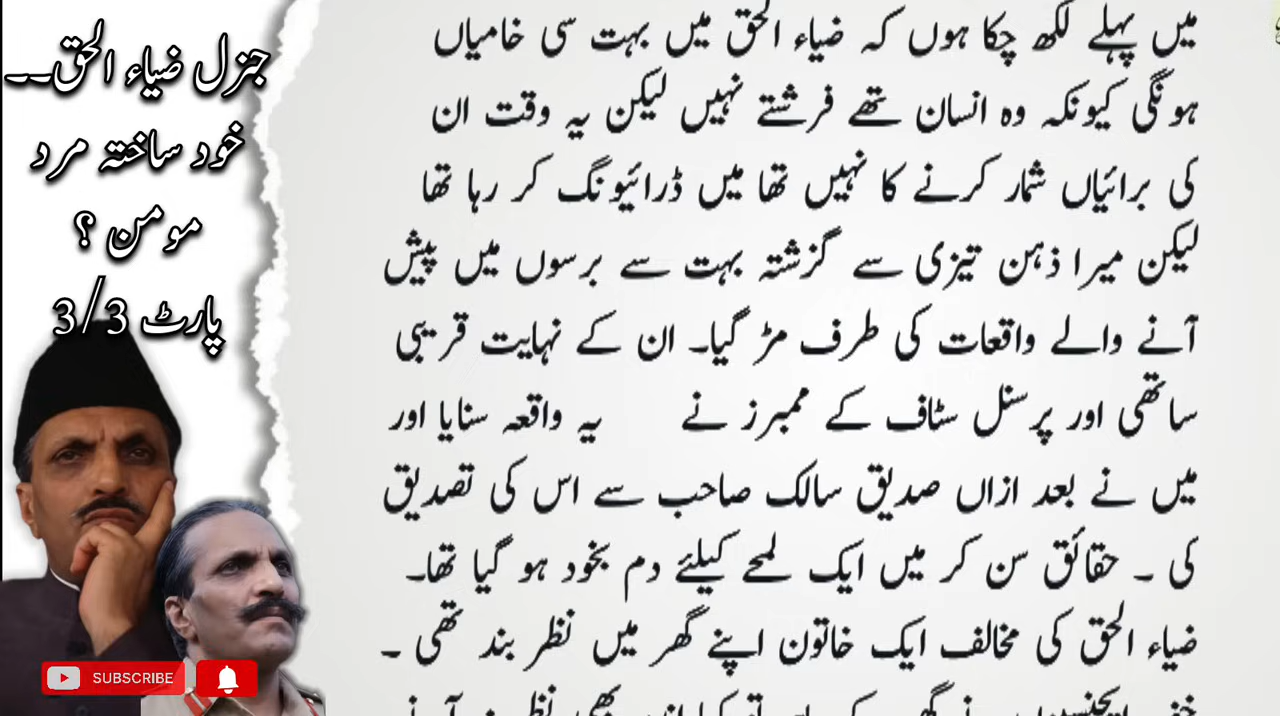 جنرل ضیاء الحق۔۔
خود ساختہ مرد
مومن ؟
پارٹ 3/3
میں پہلے لکھ چکا ہوں کہ ضیاء الحق میں بہت سی خامیاں
ہونگی کیونکہ وہ انسان تھے فرشتے نہیں لیکن یہ وقت ان
کی برائیاں شمار کرنے کا نہیں تھا میں ڈرائیونگ کر رہا تھا
لیکن میرا ذہن تیزی سے گزشتہ بہت سے برسوں میں پیش
آنے والے واقعات کی طرف مڑ گیا۔ ان کے نہایت قریبی
ساتھی اور پرسنل سٹاف کے ممبرز نے یہ واقعہ سنایا اور
میں نے بعد ازاں صدیق سالک صاحب سے اس کی تصدیق
کی ۔ حقائق سن کر میں ایک لمحے کیلئے دم بخود ہو گیا تھا۔
ضیاء الحق کی مخالف ایک خاتون اپنے گھر میں نظر بند تھی ۔
SUBSCRIBE